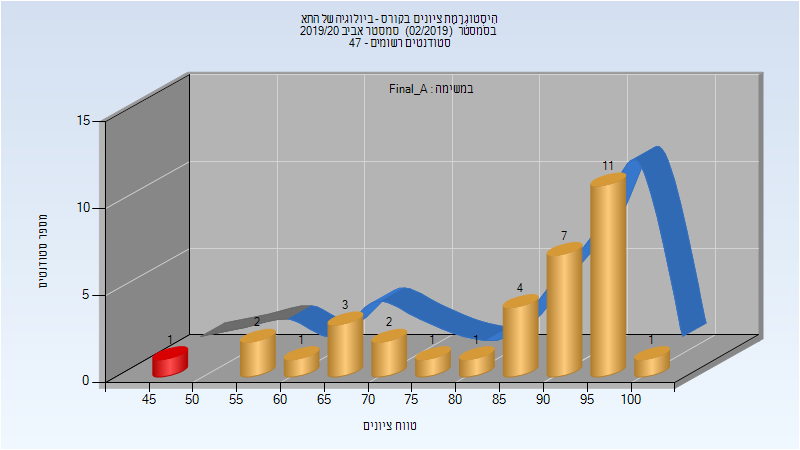 היסטוגרמת ציונים בקורס - ביולוגיה של התא
בסמסטר (02/2019) סמסטר אביב 2019/20
סטודנטים רשומים - 47
במשימה : Final_A
15
10
5
0
מספר סטודנטים
1
2
1
3
2
1
1
4
7
11
1
45 50 55 60 65 70 75 80 85 90 95 100
טווח ציונים